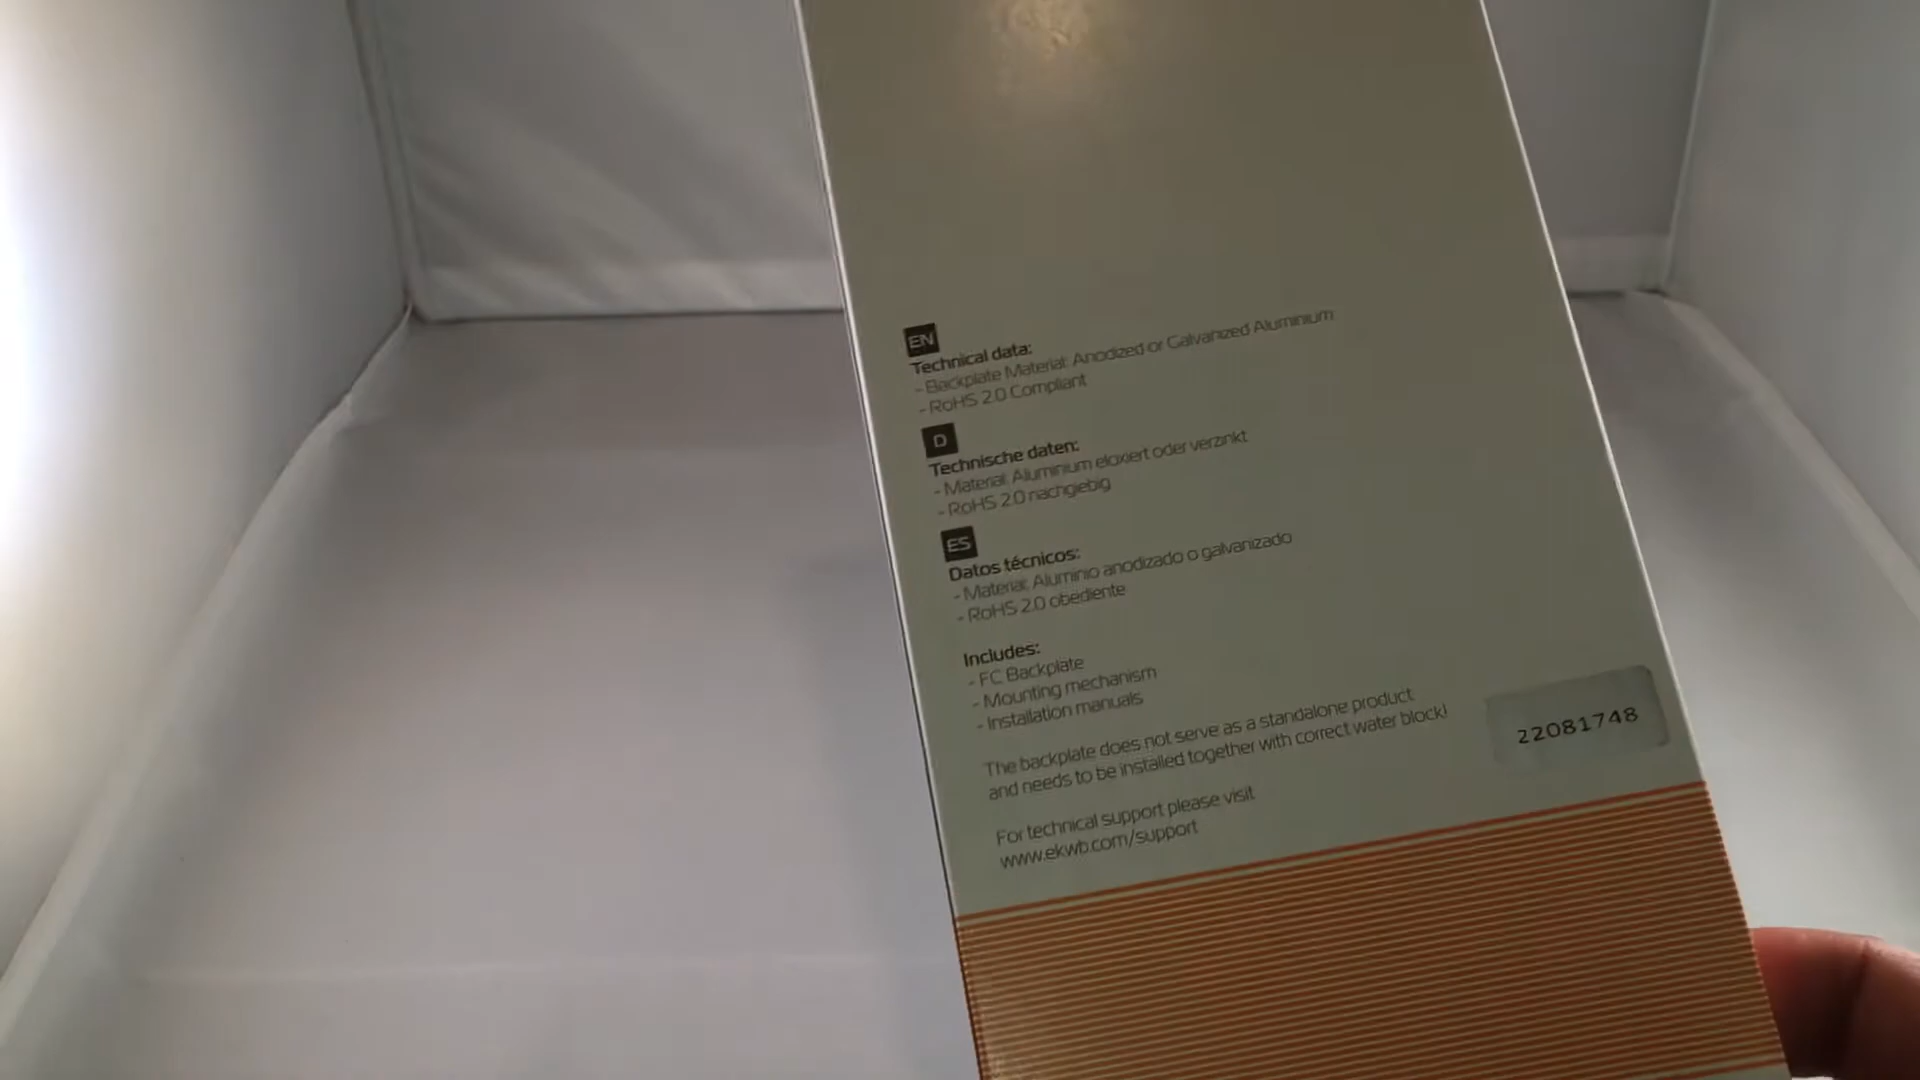 EN
Technical data:
- Backplate Material: Anodized or Galvanized Aluminium
- RoHS 2.0 Compliant
D
Technische daten:
- Material: Aluminium eloxiert oder verzinkt
- RoHS 2.0 nachgiebig
ES
Datos técnicos:
- Material: Aluminio anodizado o galvanizado
- RoHS 2.0 obediente
Includes:
- FC Backplate
- Mounting mechanism
- Installation manuals
The backplate does not serve as a standalone product
and needs to be installed together with correct water block!
22081748
For technical support please visit
www.ekwb.com/support